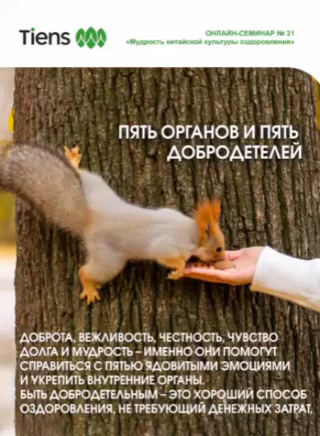 Tiens
ОНЛАЙН-СЕМИНАР № 21
«Мудрость китайской культуры оздоровления»
ПЯТЬ ОРГАНОВ И ПЯТЬ
ДОБРОДЕТЕЛЕЙ
ДОБРОТА, ВЕЖЛИВОСТЬ, ЧЕСТНОСТЬ, ЧУВСТВО
ДОЛГА И МУДРОСТЬ – ИМЕННО ОНИ ПОМОГУТ
СПРАВИТЬСЯ С ПЯТЬЮ ЯДОВИТЫМИ ЭМОЦИЯМИ
И УКРЕПИТЬ ВНУТРЕННИЕ ОРГАНЫ.
БЫТЬ ДОБРОДЕТЕЛЬНЫМ – ЭТО ХОРОШИЙ СПОСОБ
ОЗДОРОВЛЕНИЯ, НЕ ТРЕБУЮЩИЙ ДЕНЕЖНЫХ ЗАТРАТ.